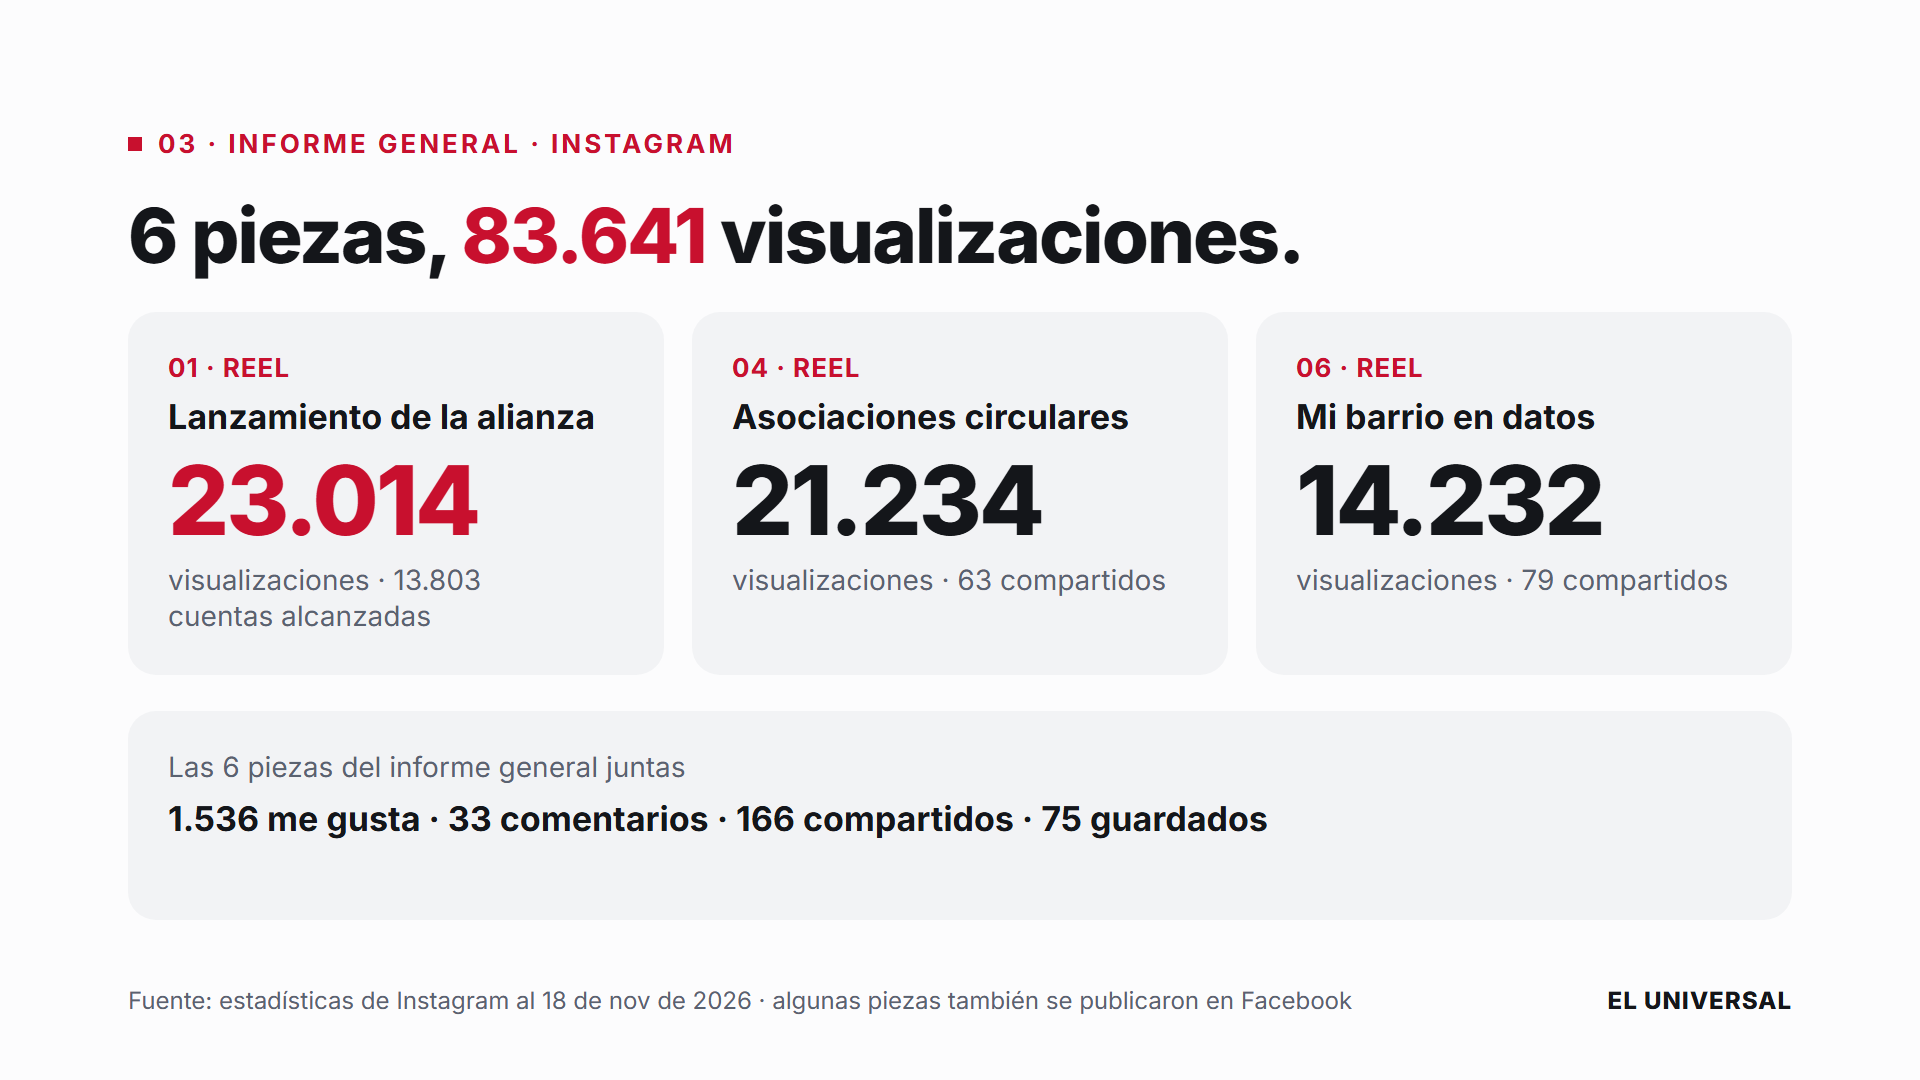 03 · INFORME GENERAL · INSTAGRAM
6 piezas, 83.641 visualizaciones.
01 · REEL
Lanzamiento de la alianza
23.014
visualizaciones · 13.803
cuentas alcanzadas
04 · REEL
Asociaciones circulares
21.234
visualizaciones · 63 compartidos
06 · REEL
Mi barrio en datos
14.232
visualizaciones · 79 compartidos
Las 6 piezas del informe general juntas
1.536 me gusta · 33 comentarios · 166 compartidos · 75 guardados
Fuente: estadísticas de Instagram al 18 de nov de 2026 · algunas piezas también se publicaron en Facebook
EL UNIVERSAL